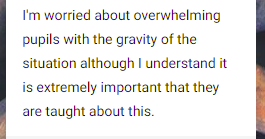 I'm worried about overwhelming
pupils with the gravity of the
situation although I understand it
is extremely important that they
are taught about this.